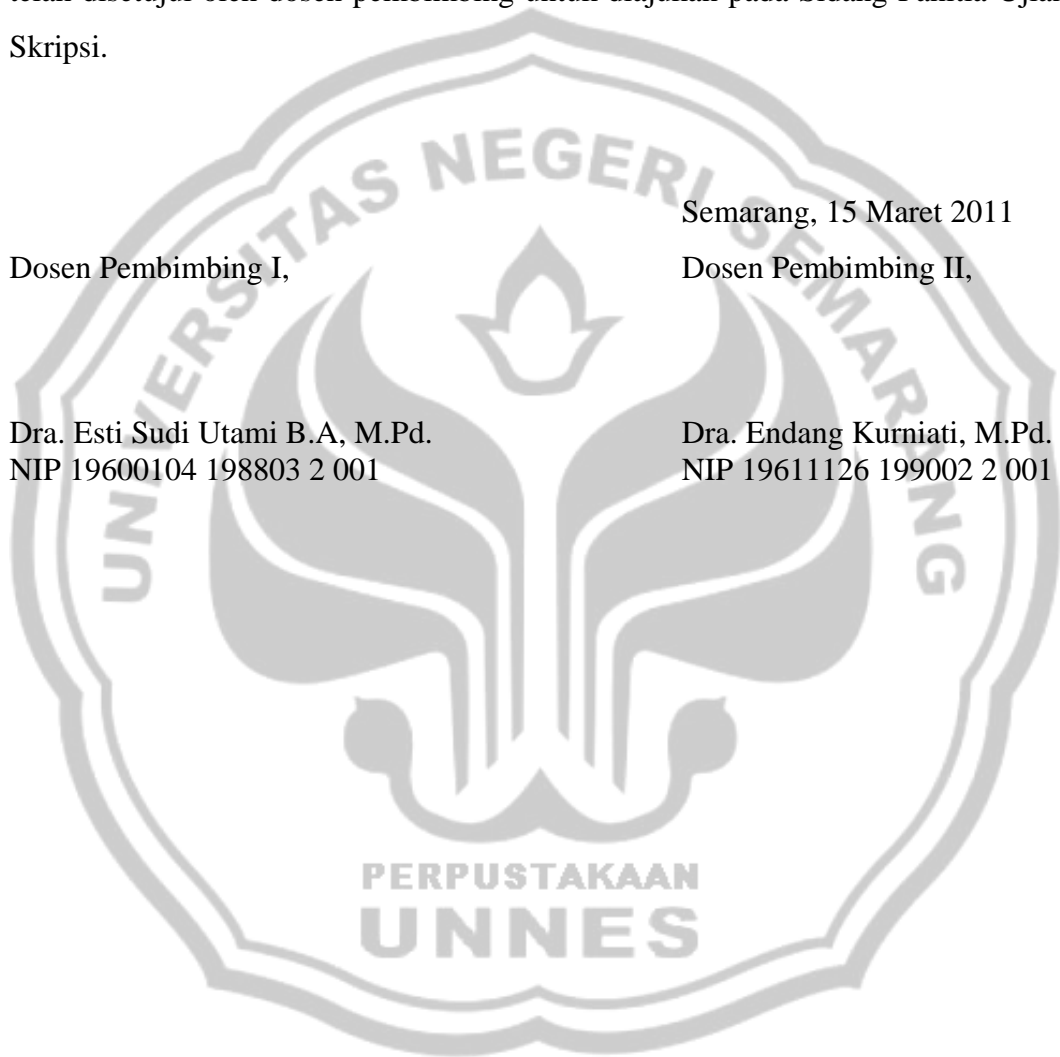 telah disetujui oleh dosen pembimbing untuk diajukan pada Sidang Panitia Ujian
Skripsi.
UNIVERSITAS NEGERI SEMARANG
Semarang, 15 Maret 2011
Dosen Pembimbing I, Dosen Pembimbing II,
Dra. Esti Sudi Utami B.A, M.Pd. Dra. Endang Kurniati, M.Pd.
NIP 19600104 198803 2 001 NIP 19611126 199002 2 001
PERPUSTAKAAN
UNNES